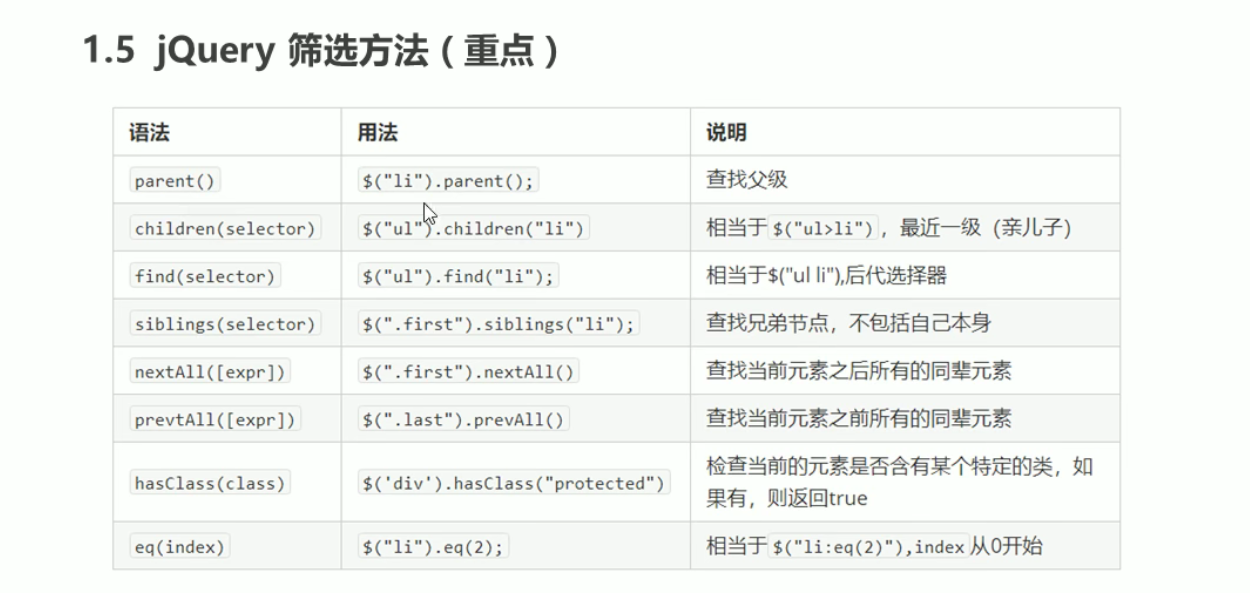 1.5 jQuery 筛选方法（重点）
语法 用法 说明
parent() $("li").parent(); 查找父级
children(selector) $("ul").children("li") 相当于$("ul>li")，最近一级（亲儿子）
find(selector) $("ul").find("li"); 相当于$("ul li"),后代选择器
siblings(selector) $(".first").siblings("li"); 查找兄弟节点，不包括自己本身
nextAll([expr]) $(".first").nextAll() 查找当前元素之后所有的同辈元素
prevtAll([expr]) $(".last").prevAll() 查找当前元素之前所有的同辈元素
hasClass(class) $('div').hasClass("protected") 检查当前的元素是否含有某个特定的类，如
果有，则返回true
eq(index) $("li").eq(2); 相当于$("li:eq(2)"),index从0开始